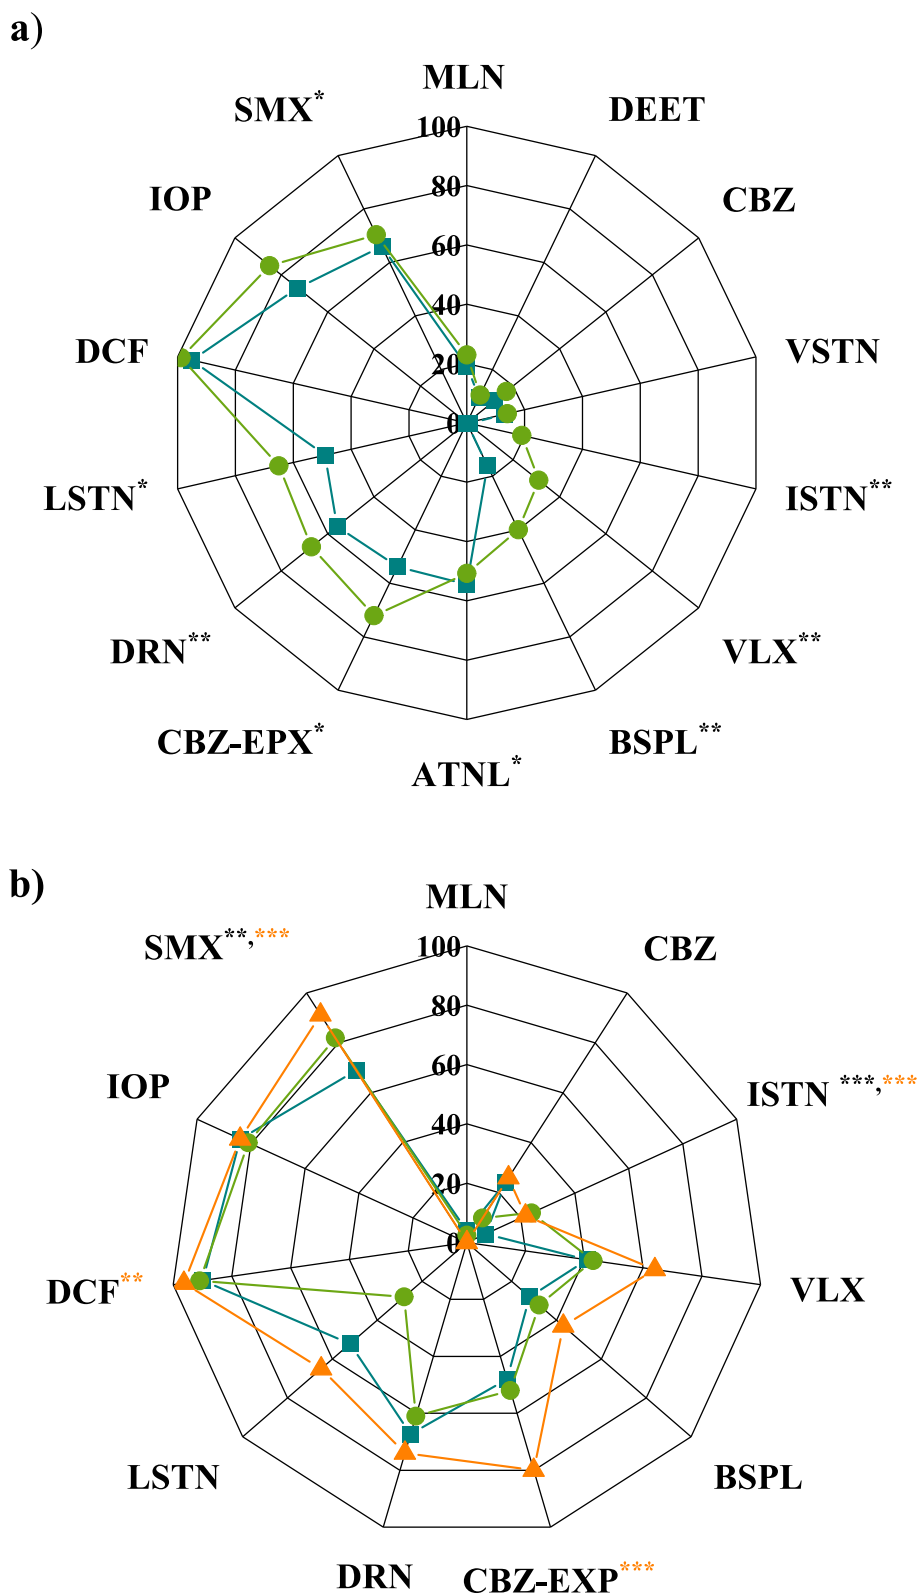 a)
MLN
SMX*
DEET
100
IOP
80
CBZ
60
40
DCF
20
VSTN
0
LSTN*
ISTN**
DRN**
VLX**
CBZ-EPX*
BSPL**
ATNL*
b)
MLN
SMX**,***
CBZ
100
80
IOP
60
ISTN ***,***
40
20
0
DCF**
VLX
LSTN
BSPL
DRN
CBZ-EXP***